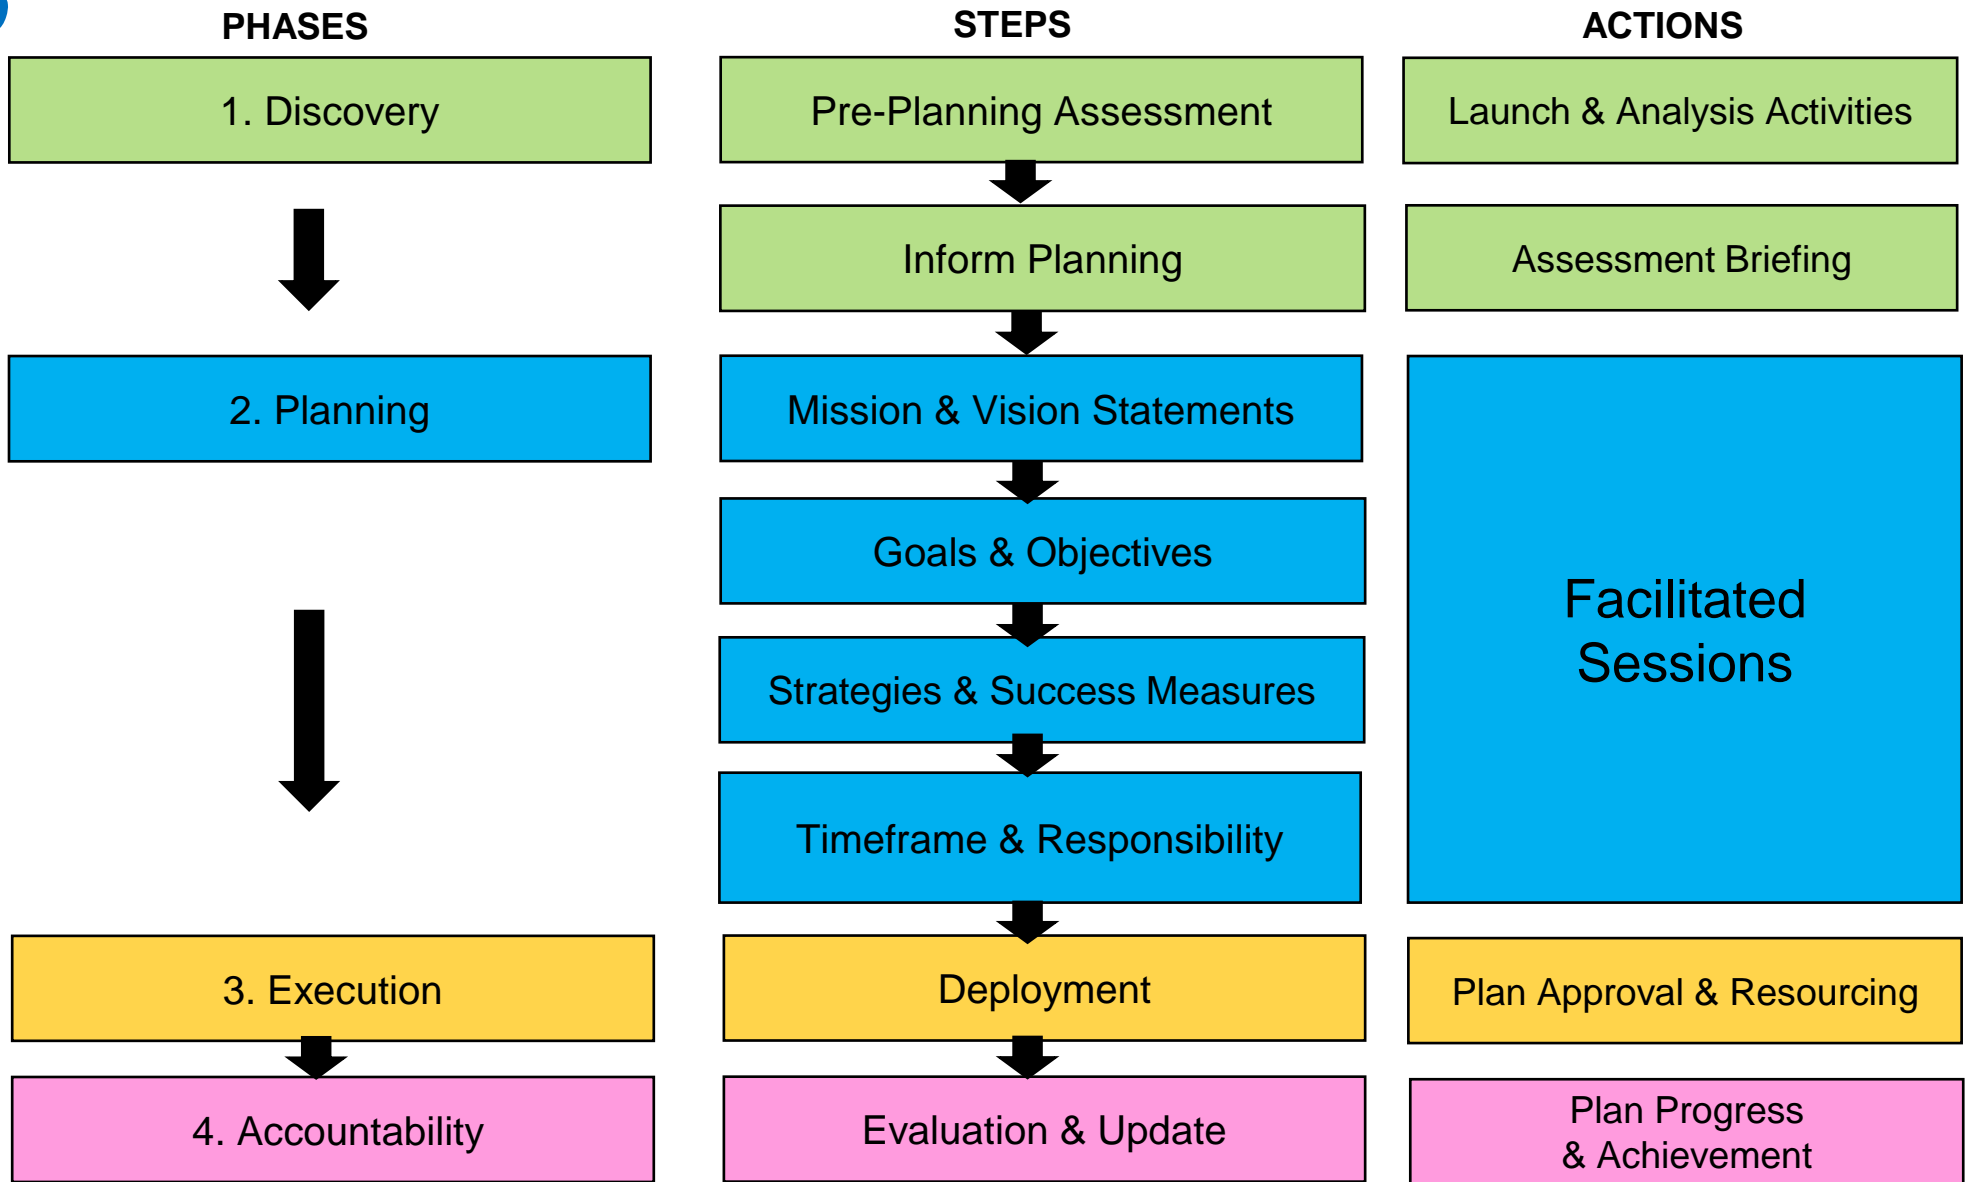 PHASES
STEPS
ACTIONS
1. Discovery
Pre-Planning Assessment
Launch & Analysis Activities
Inform Planning
Assessment Briefing
2. Planning
Mission & Vision Statements
Goals & Objectives
Facilitated
Sessions
Strategies & Success Measures
Timeframe & Responsibility
3. Execution
Deployment
Plan Approval & Resourcing
4. Accountability
Evaluation & Update
Plan Progress
& Achievement